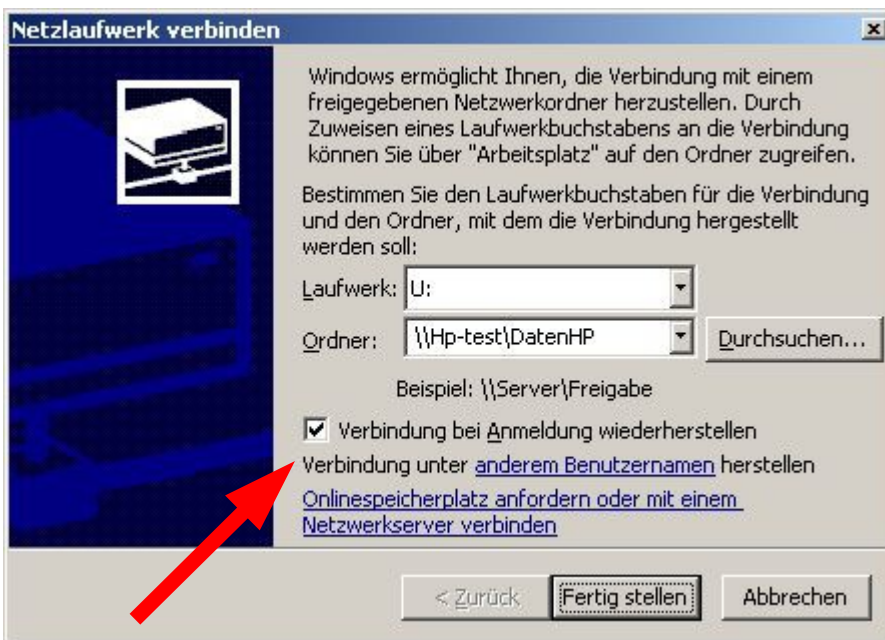 Netzlaufwerk verbinden
Windows ermöglicht Ihnen, die Verbindung mit einem
freigegebenen Netzwerkordner herzustellen. Durch
Zuweisen eines Laufwerkbuchstabens an die Verbindung
können Sie über "Arbeitsplatz" auf den Ordner zugreifen.
Bestimmen Sie den Laufwerkbuchstaben für die Verbindung
und den Ordner, mit dem die Verbindung hergestellt
werden soll:
Laufwerk: U:
Ordner: \\Hp-test\DatenHP Durchsuchen...
Beispiel: \\Server\Freigabe
Verbindung bei Anmeldung wiederherstellen
Verbindung unter anderem Benutzernamen herstellen
Onlinespeicherplatz anfordern oder mit einem
Netzwerkserver verbinden
< Zurück Fertig stellen Abbrechen